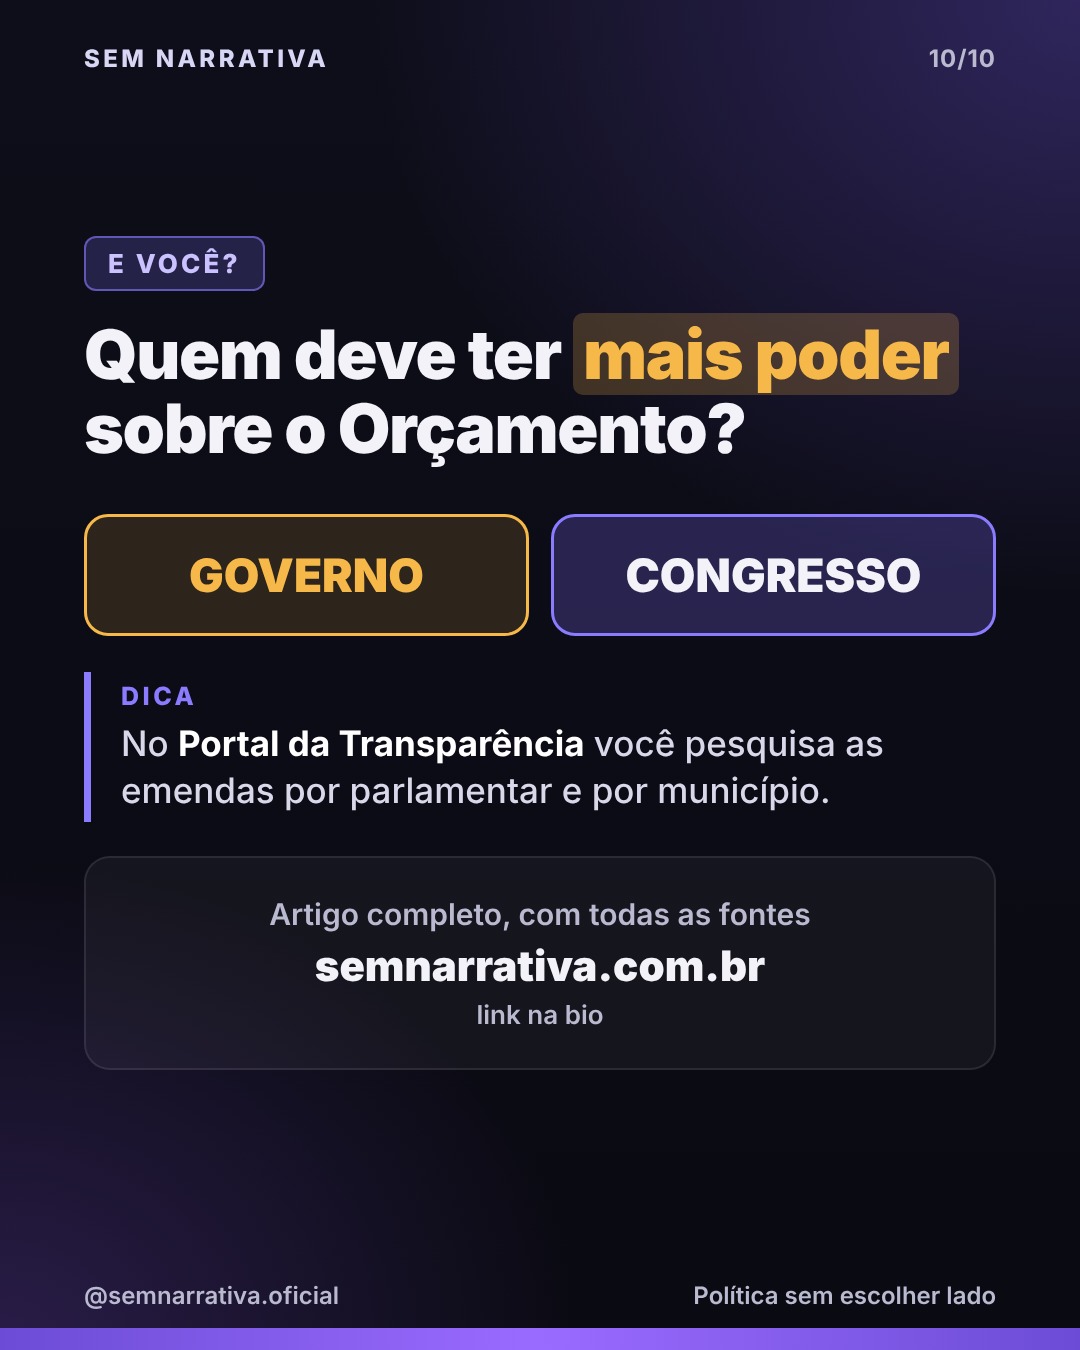 SEM NARRATIVA
10/10
E VOCÊ?
Quem deve ter mais poder
sobre o Orçamento?
GOVERNO
CONGRESSO
DICA
No Portal da Transparência você pesquisa as
emendas por parlamentar e por município.
Artigo completo, com todas as fontes
semnarrativa.com.br
link na bio
@semnarrativa.oficial
Política sem escolher lado